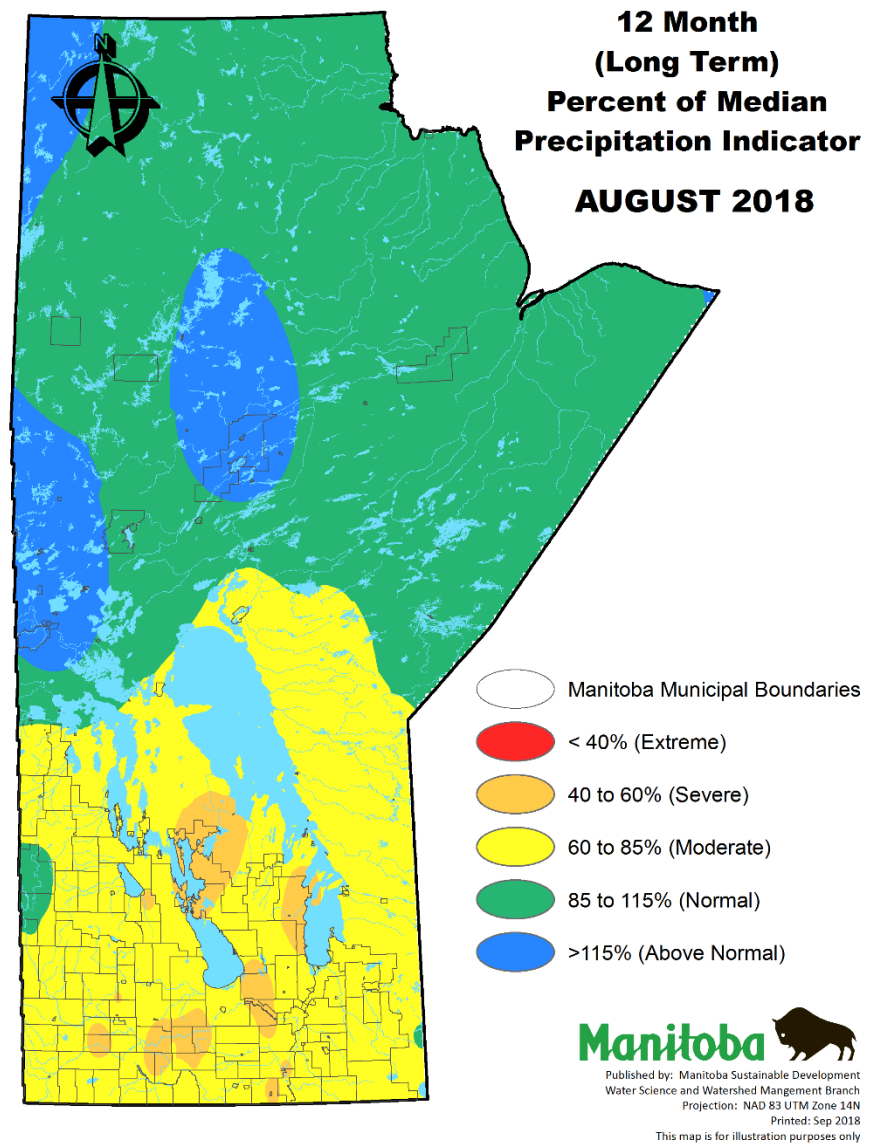 12 Month
(Long Term)
Percent of Median
Precipitation Indicator
AUGUST 2018
N
Manitoba Municipal Boundaries
< 40% (Extreme)
40 to 60% (Severe)
60 to 85% (Moderate)
85 to 115% (Normal)
>115% (Above Normal)
Manitoba
Published by: Manitoba Sustainable Development
Water Science and Watershed Mangement Branch
Projection: NAD 83 UTM Zone 14N
Printed: Sep 2018
This map is for illustration purposes only